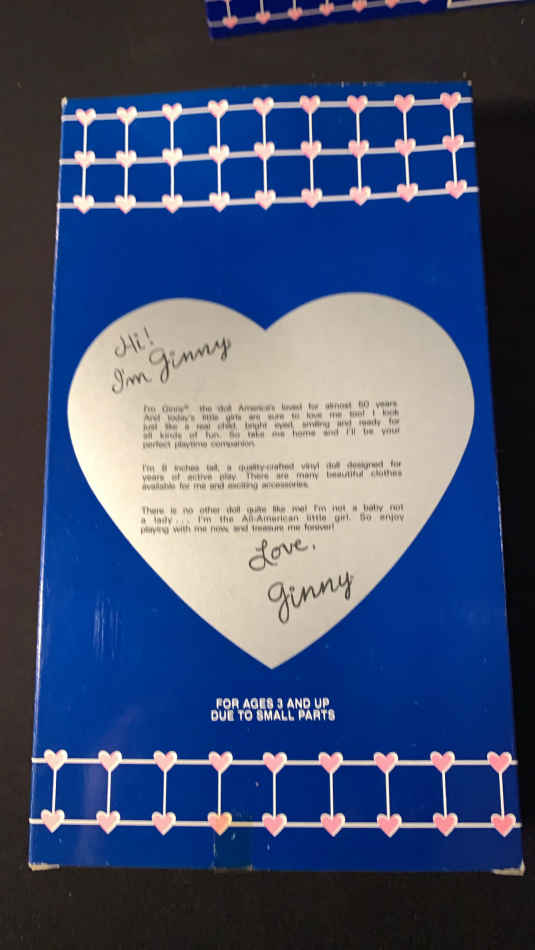 Hi!
I'm Ginny
I'm Ginny® the doll America's loved for almost 60 years.
And today's little girls are sure to love me too! I look
just like a real child, bright eyed, smiling and ready for
all kinds of fun. So take me home and I'll be your
perfect playtime companion.
I'm 8 inches tall, a quality-crafted vinyl doll designed for
years of active play. There are many beautiful clothes
available for me and exciting accessories.
There is no other doll quite like me! I'm not a baby not
a lady... I'm the All-American little girl. So enjoy
playing with me now, and treasure me forever!
Love,
Ginny
FOR AGES 3 AND UP
DUE TO SMALL PARTS